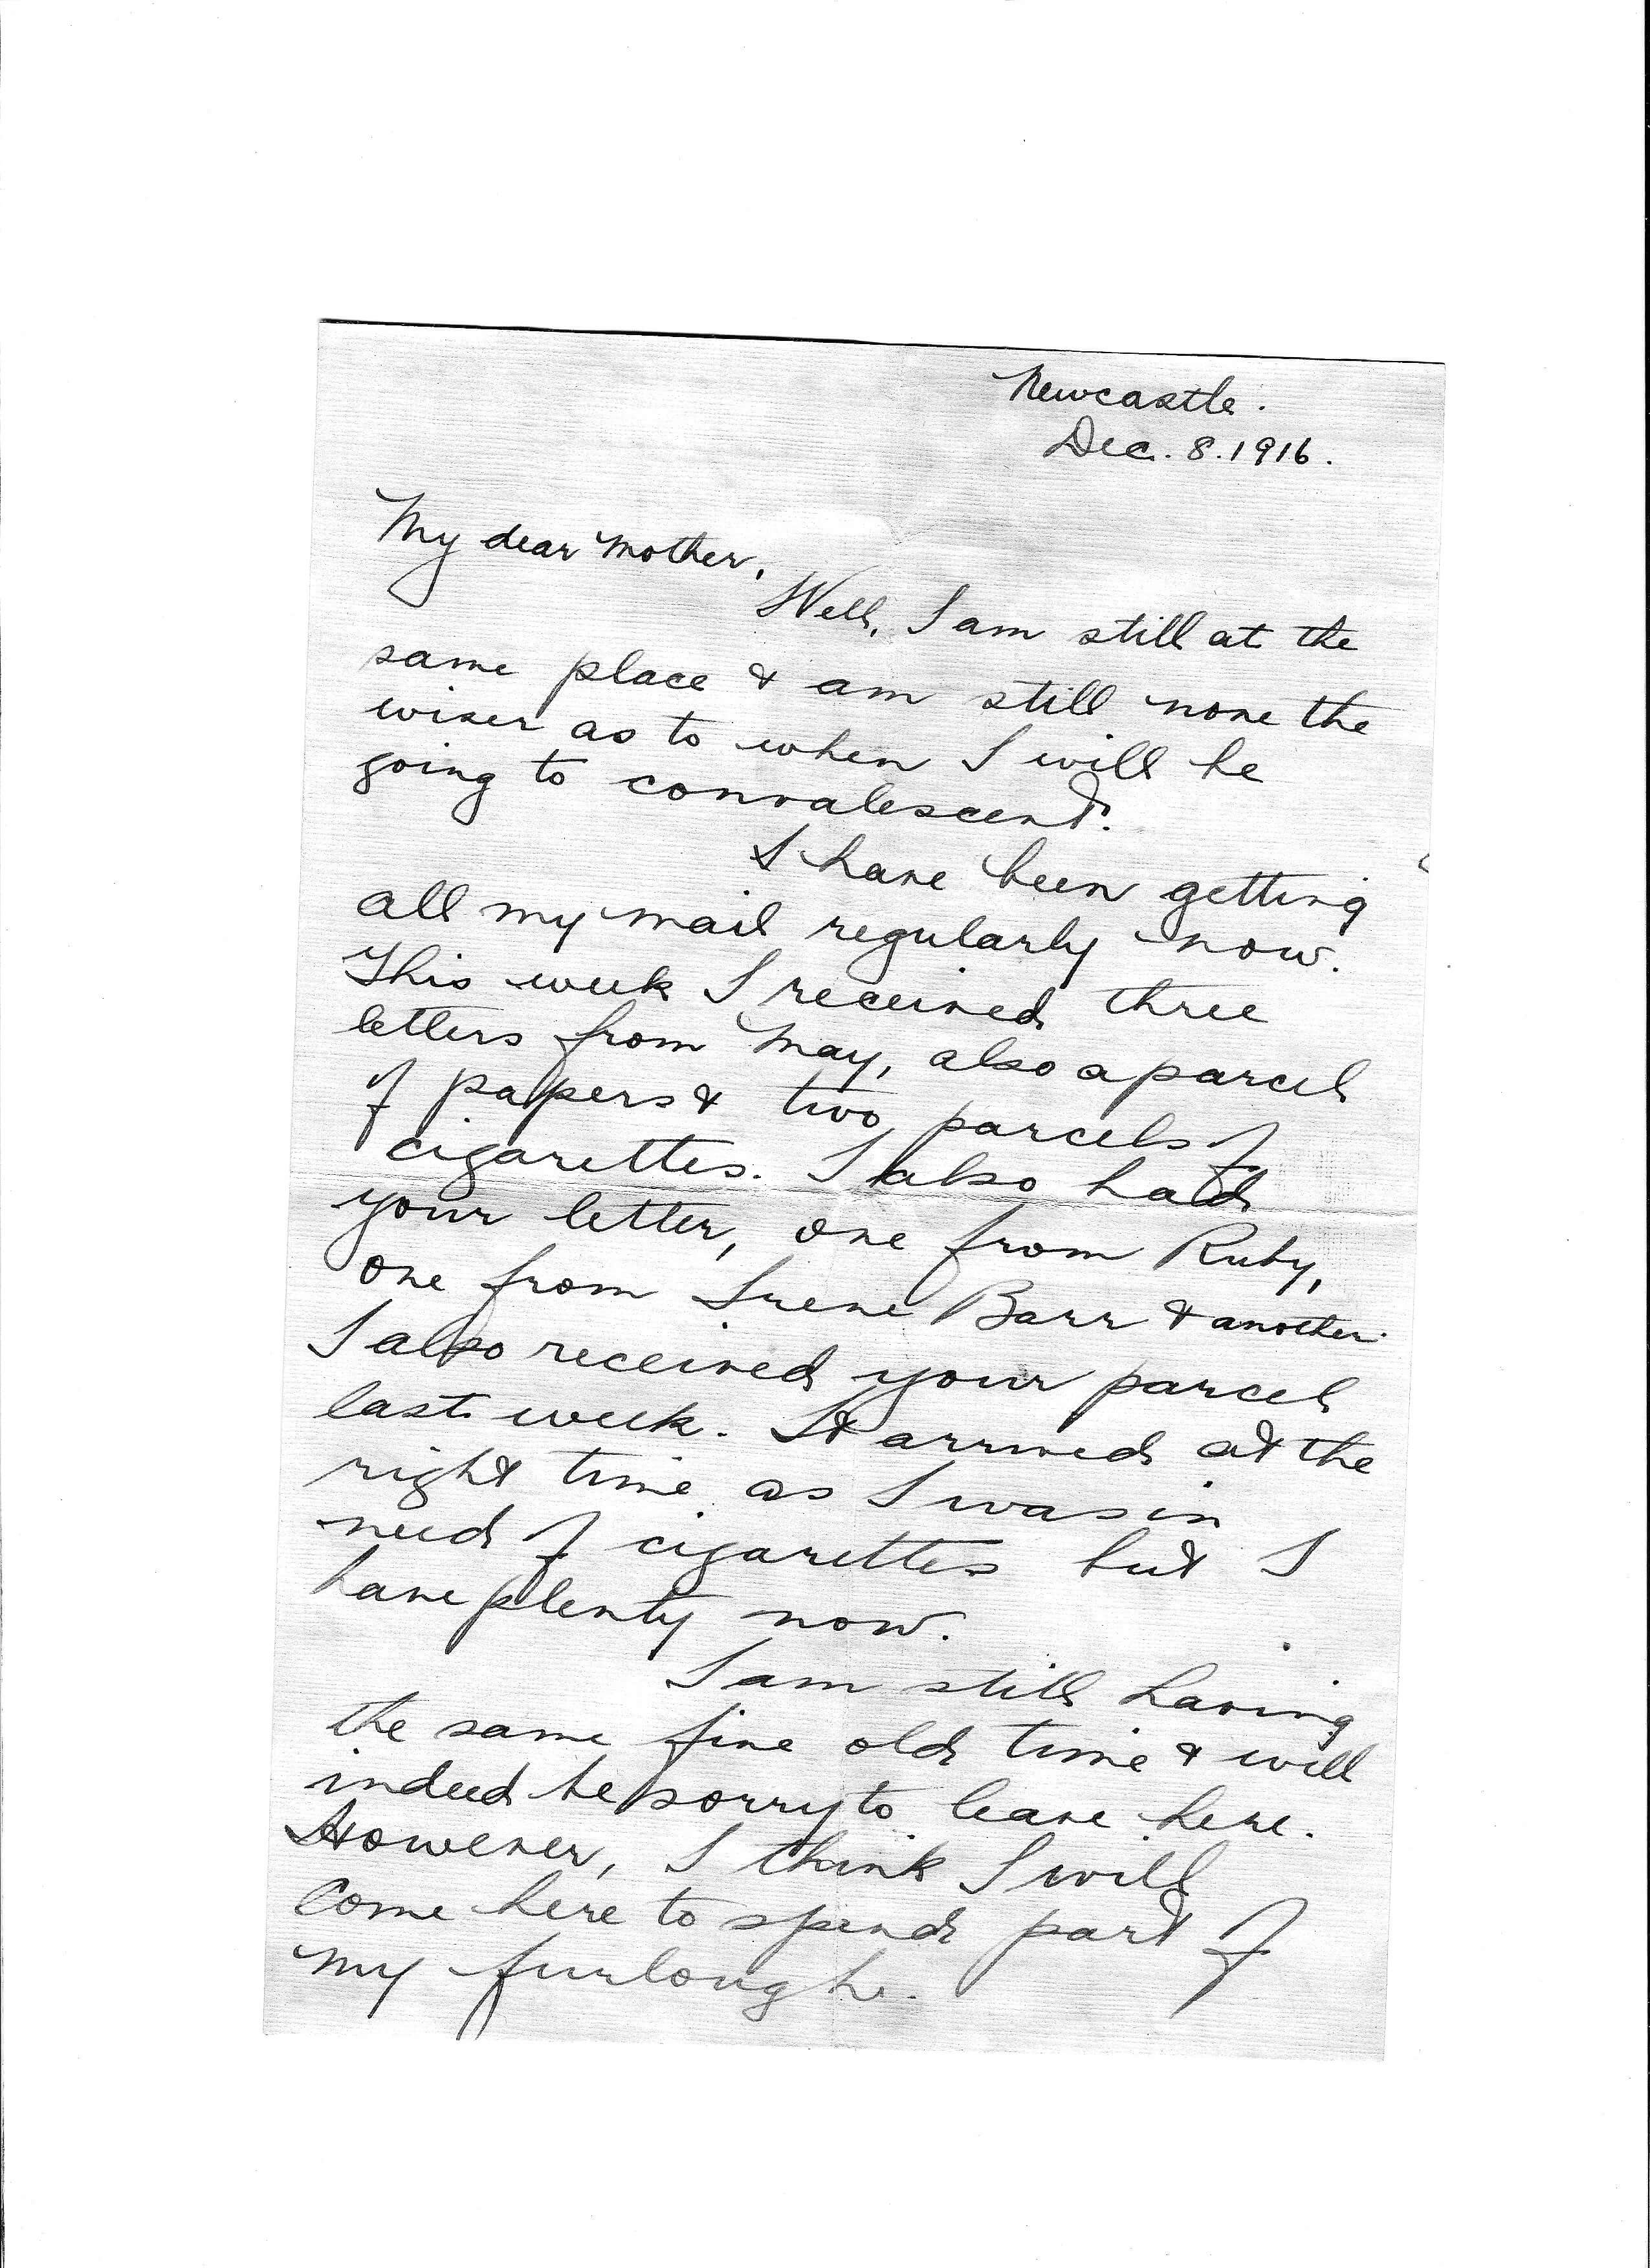 Newcastle.
Dec. 8. 1916.
My dear Mother,
Well, I am still at the
same place & am still none the
wiser as to when I will be
going to convalescent.
I have been getting
all my mail regularly now.
This week I received three
letters from May, also a parcel
of papers & two parcels of
cigarettes. I also had
your letter, one from Ruby,
one from Irene Barr & another.
I also received your parcel
last week. It arrived at the
right time as I was in
need of cigarettes but I
have plenty now.
I am still having
the same fine old time & will
indeed be sorry to leave here.
However, I think I will
come here to spend part of
my furlough.